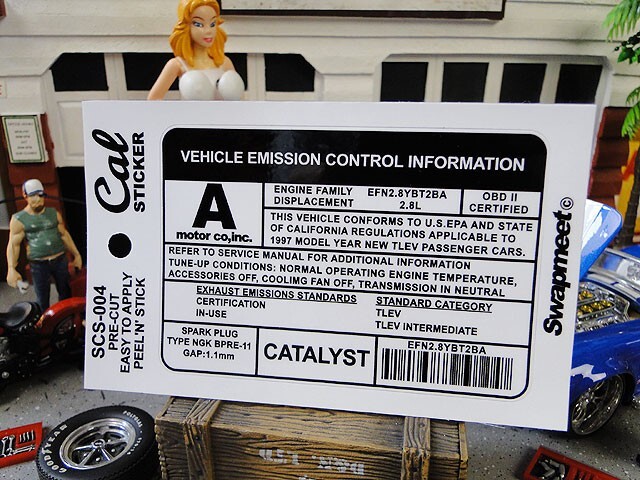 Cal
STICKER
SCS-004
PRE-CUT
EASY TO APPLY
PEEL'N' STICK
VEHICLE EMISSION CONTROL INFORMATION
A
motor co,inc.
ENGINE FAMILY EFN2.8YBT2BA
DISPLACEMENT 2.8L
OBD II
CERTIFIED
THIS VEHICLE CONFORMS TO U.S.EPA AND STATE
OF CALIFORNIA REGULATIONS APPLICABLE TO
1997 MODEL YEAR NEW TLEV PASSENGER CARS.
REFER TO SERVICE MANUAL FOR ADDITIONAL INFORMATION
TUNE-UP CONDITIONS: NORMAL OPERATING ENGINE TEMPERATURE,
ACCESSORIES OFF, COOLIMG FAN OFF, TRANSMISSION IN NEUTRAL
EXHAUST EMISSIONS STANDARDS STANDARD CATEGORY
CERTIFICATION TLEV
IN-USE TLEV INTERMEDIATE
SPARK PLUG
TYPE NGK BPRE-11
GAP:1.1mm
CATALYST
EFN2.8YBT2BA
Swapmeet©
GOODYEAR